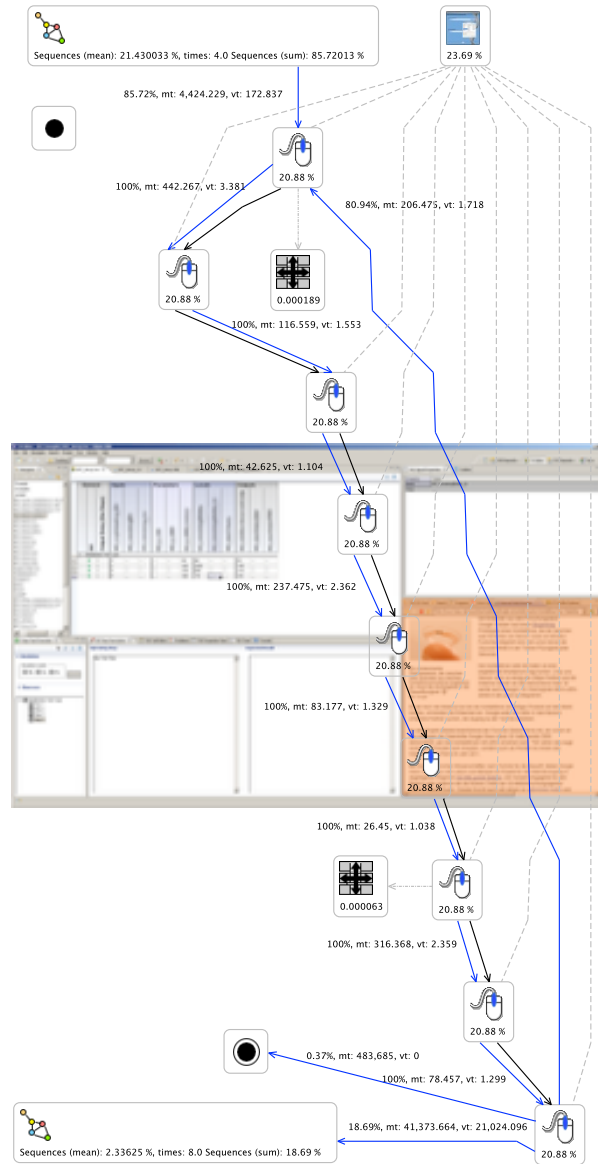 Sequences (mean): 21.430033 %, times: 4.0 Sequences (sum): 85.72013 %
23.69 %
85.72%, mt: 4,424.229, vt: 172.837
20.88 %
100%, mt: 442.267, vt: 3.381
80.94%, mt: 206.475, vt: 1.718
20.88 %
0.000189
100%, mt: 116.559, vt: 1.553
20.88 %
100%, mt: 42.625, vt: 1.104
20.88 %
100%, mt: 237.475, vt: 2.362
20.88 %
100%, mt: 83.177, vt: 1.329
20.88 %
100%, mt: 26.45, vt: 1.038
0.000063
20.88 %
100%, mt: 316.368, vt: 2.359
20.88 %
0.37%, mt: 483,685, vt: 0
100%, mt: 78.457, vt: 1.299
18.69%, mt: 41,373.664, vt: 21,024.096
Sequences (mean): 2.33625 %, times: 8.0 Sequences (sum): 18.69 %
20.88 %